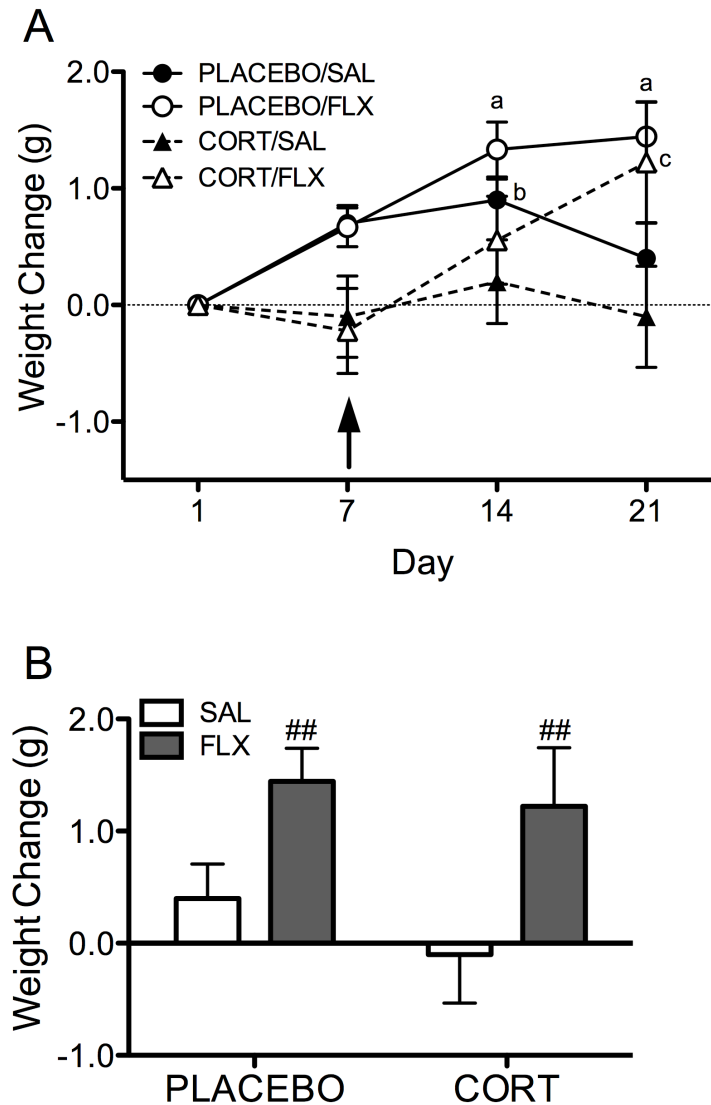 A
PLACEBO/SAL
PLACEBO/FLX
CORT/SAL
CORT/FLX
a
a
b
c
2.0
1.0
0.0
-1.0
Weight Change (g)
1 7 14 21
Day
B
SAL
FLX
## ##
2.0
1.0
0.0
-1.0
Weight Change (g)
PLACEBO CORT